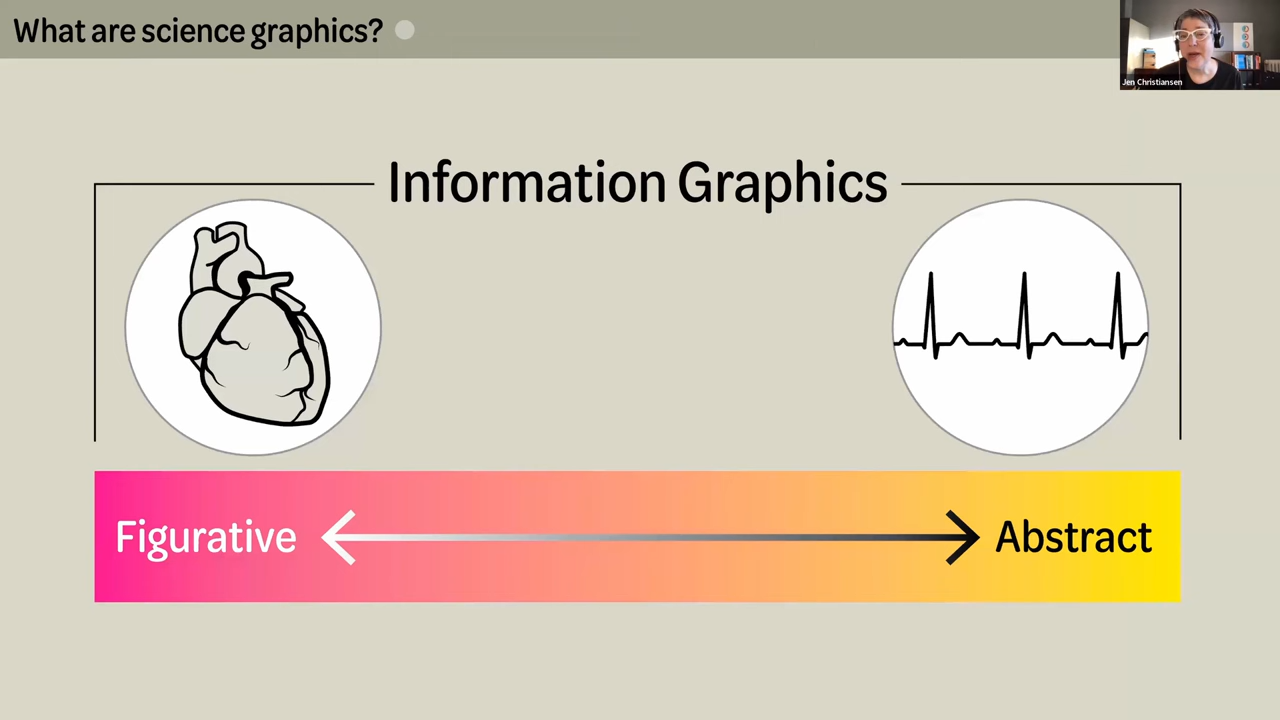 What are science graphics?
Jen Christiansen
Information Graphics
Figurative
Abstract